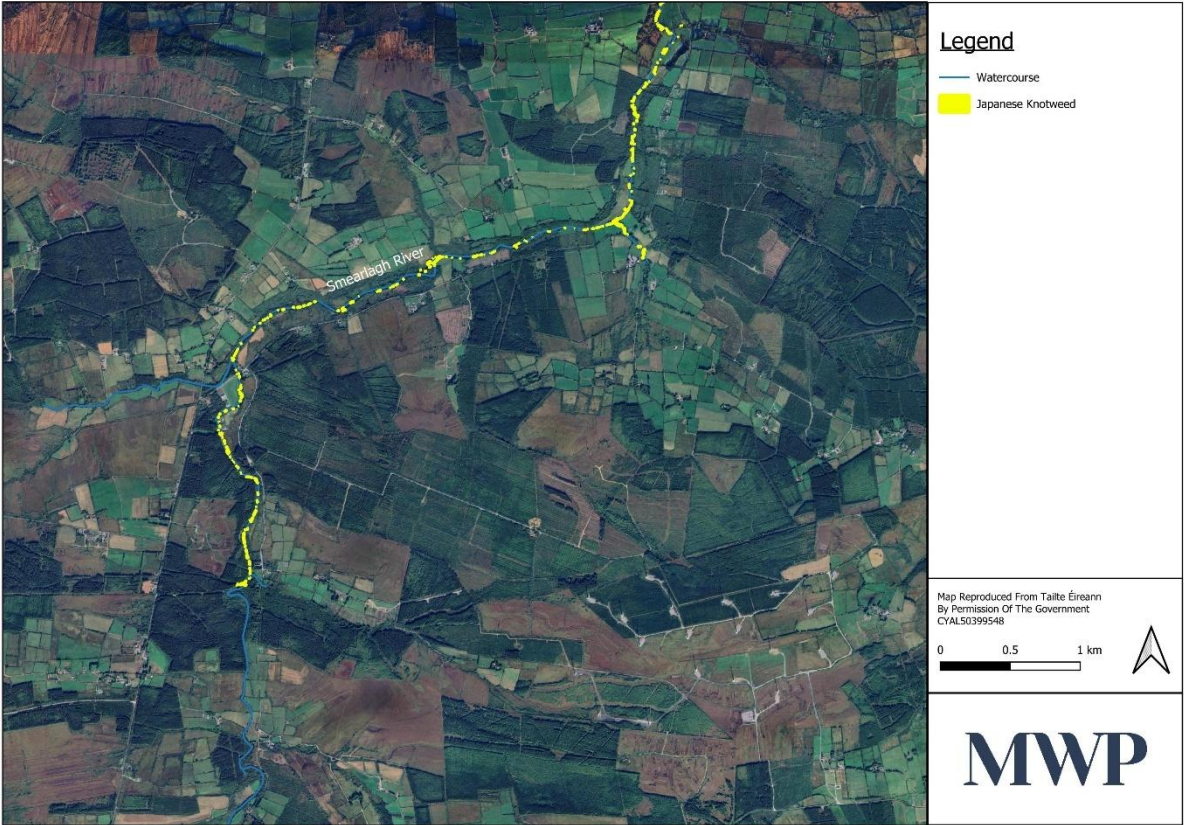 Legend
Watercourse
Japanese Knotweed
Smearlagh River
Map Reproduced From Tailte Éireann
By Permission Of The Government
CYAL50399548
0 0.5 1 km
MWP